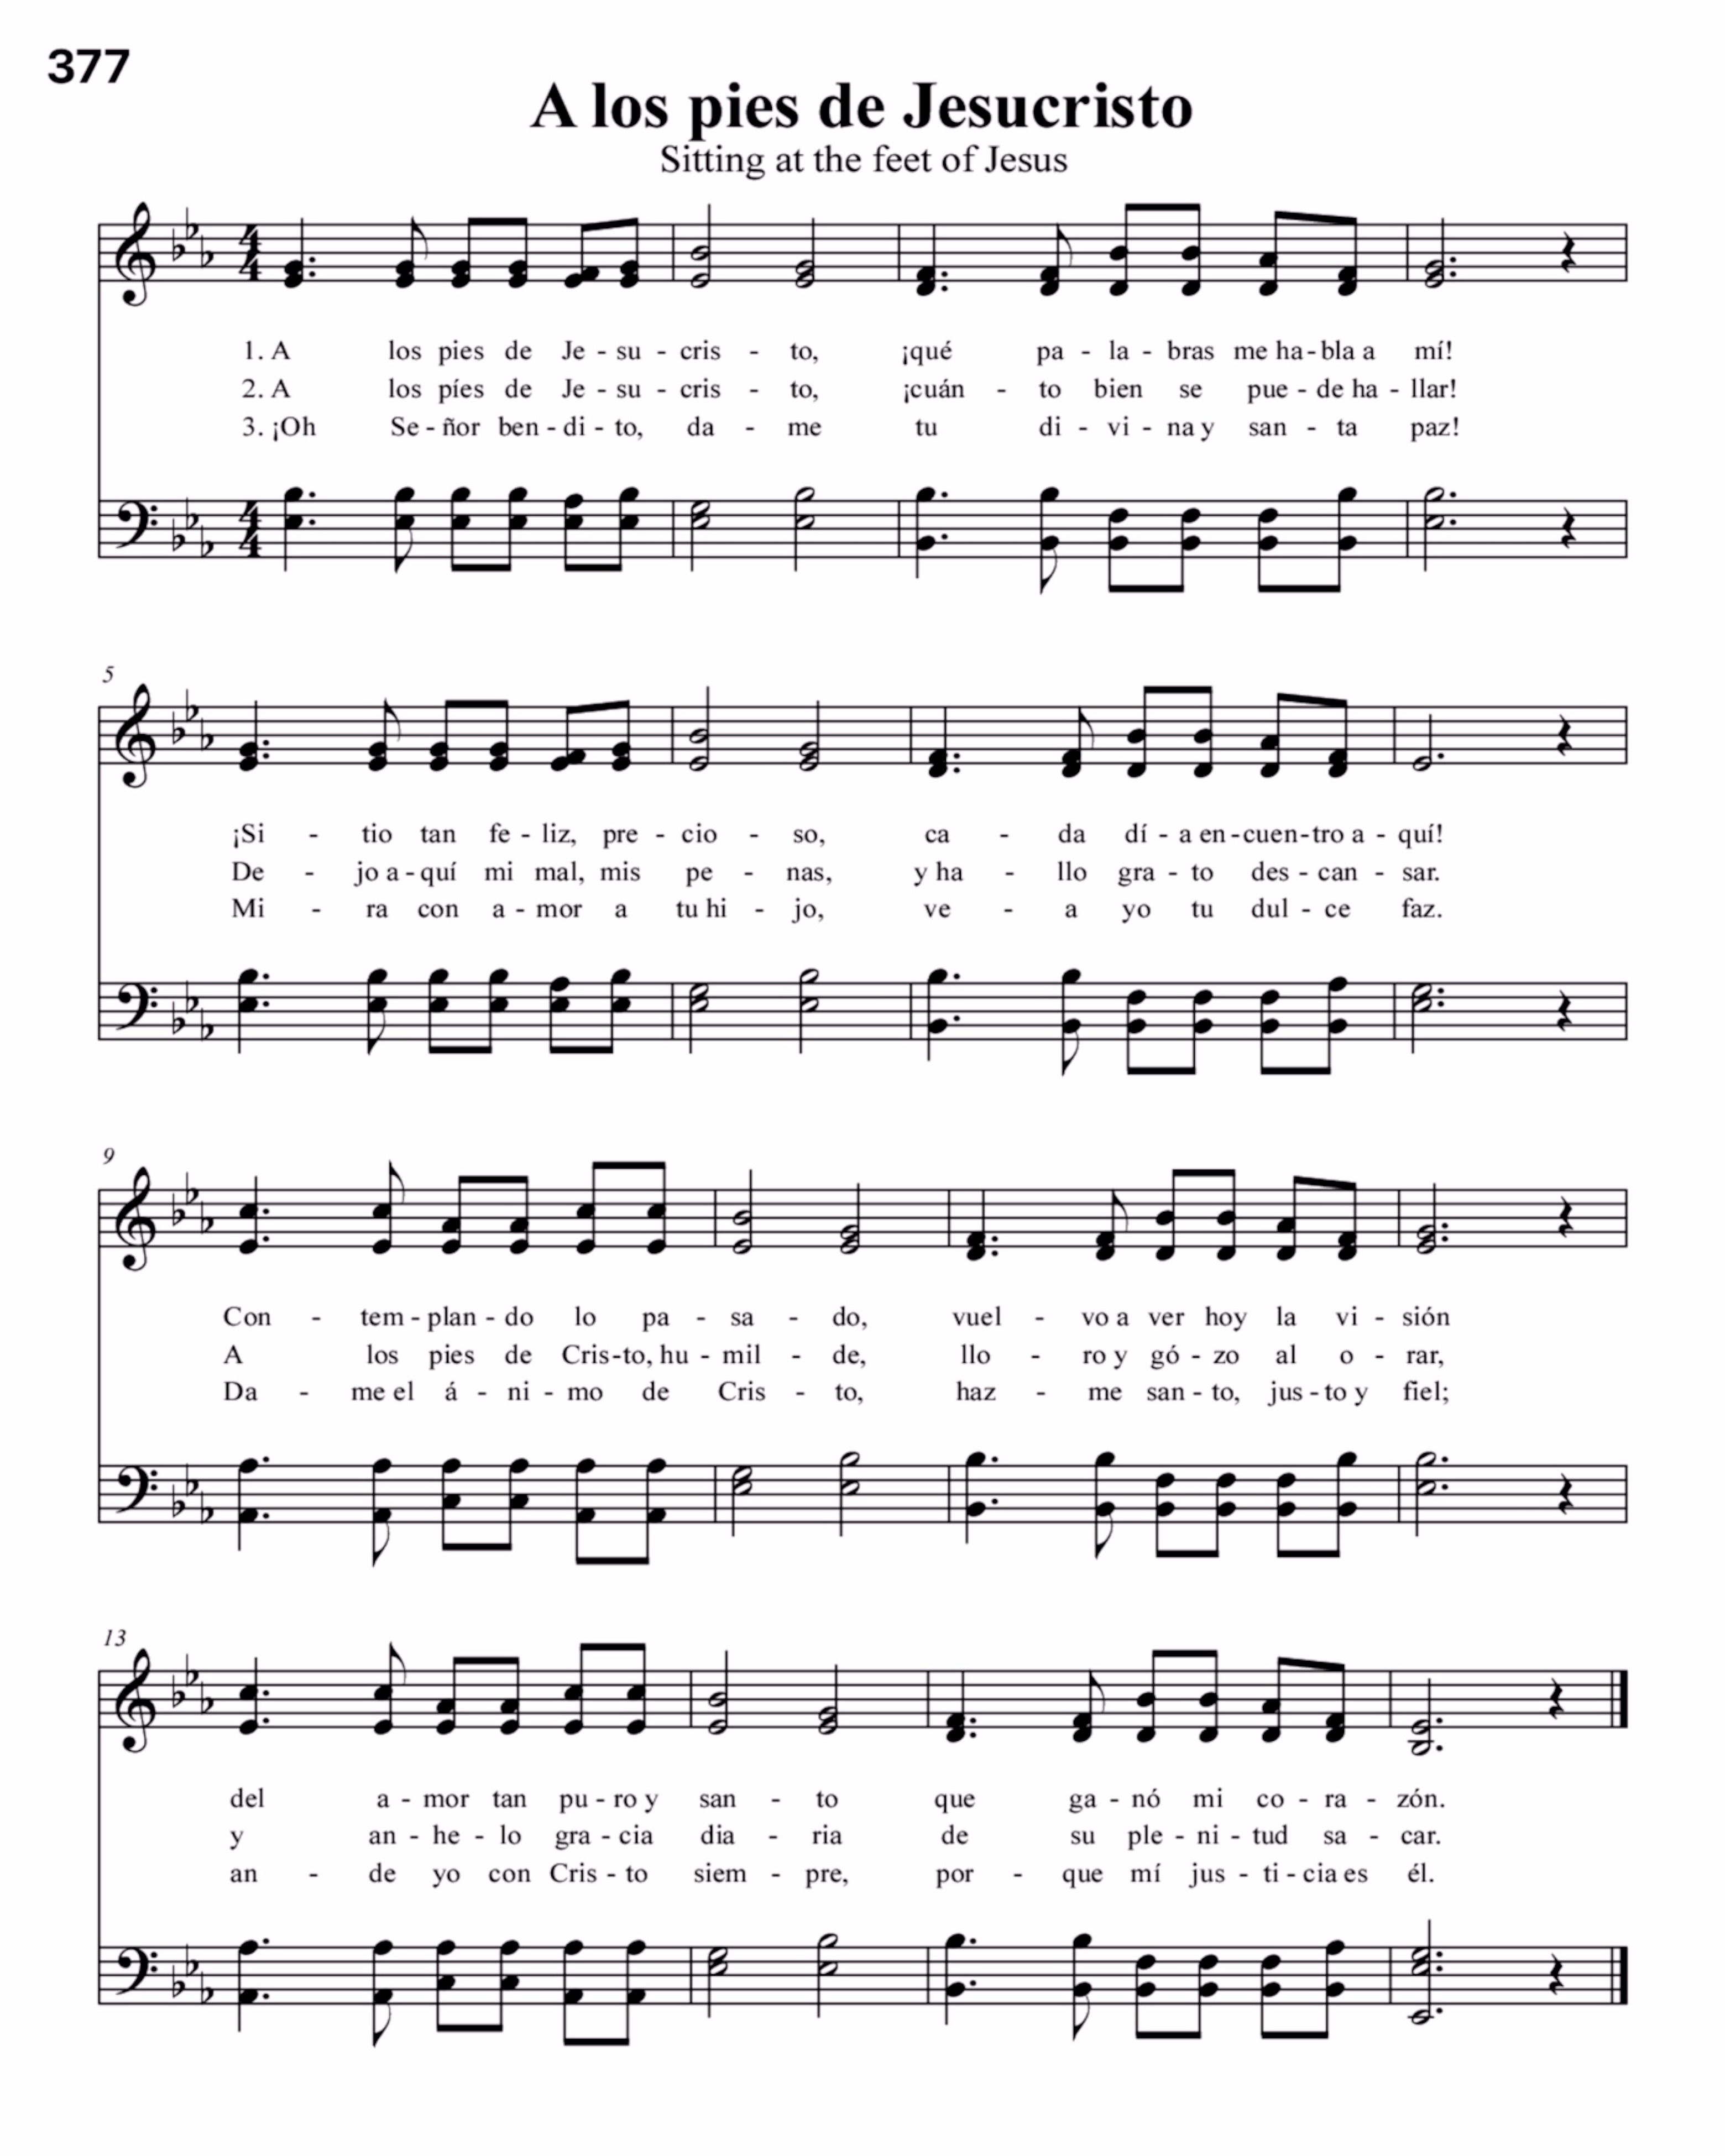 377
A los pies de Jesucristo
Sitting at the feet of Jesus
4 4
1. A los pies de Je - su - cris - to, ¡qué pa - la - bras me ha - bla a mí!
2. A los píes de Je - su - cris - to, ¡cuán - to bien se pue - de ha - llar!
3. ¡Oh Se - ñor ben - di - to, da - me tu di - vi - na y san - ta paz!
4 4
5
¡Si - tio tan fe - liz, pre - cio - so, ca - da dí - a en - cuen - tro a - quí!
De - jo a - quí mi mal, mis pe - nas, y ha - llo gra - to des - can - sar.
Mi - ra con a - mor a tu hi - jo, ve - a yo tu dul - ce faz.
9
Con - tem - plan - do lo pa - sa - do, vuel - vo a ver hoy la vi - sión
A los pies de Cris - to, hu - mil - de, llo - ro y gó - zo al o - rar,
Da - me el á - ni - mo de Cris - to, haz - me san - to, jus - to y fiel;
13
del a - mor tan pu - ro y san - to que ga - nó mi co - ra - zón.
y an - he - lo gra - cia dia - ria de su ple - ni - tud sa - car.
an - de yo con Cris - to siem - pre, por - que mí jus - ti - cia es él.